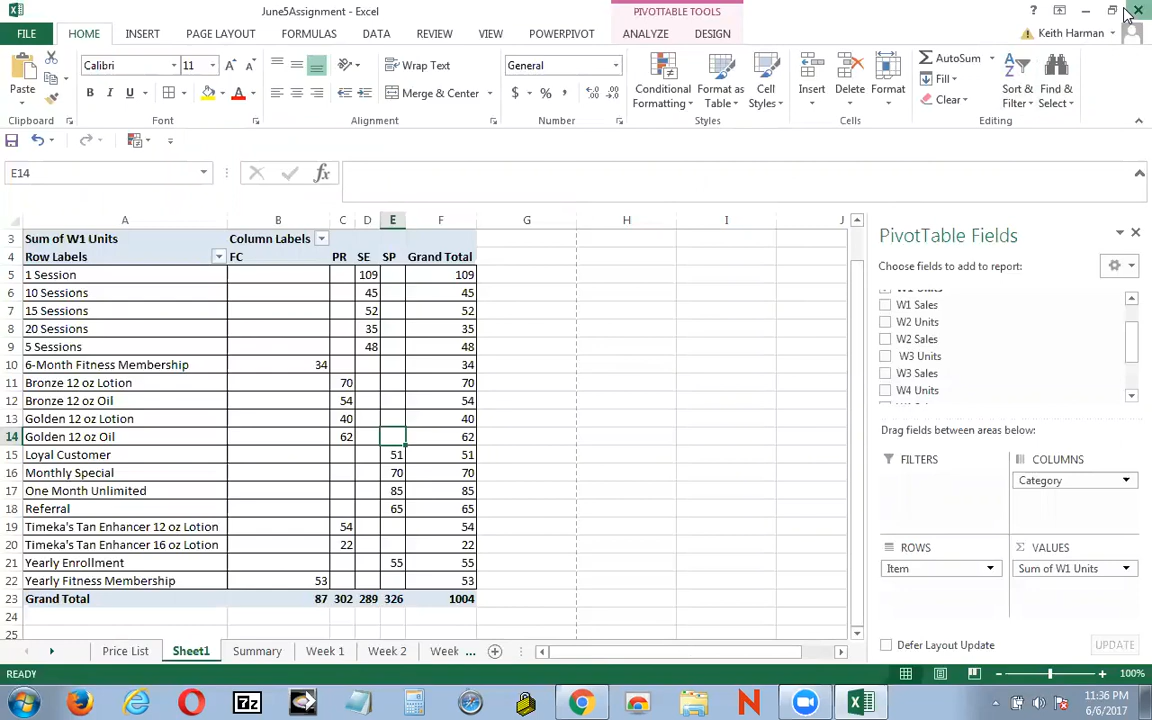 June5Assignment - Excel
PIVOTTABLE TOOLS
?
FILE HOME INSERT PAGE LAYOUT FORMULAS DATA REVIEW VIEW POWERPIVOT ANALYZE DESIGN Keith Harman
Calibri 11 Wrap Text General AutoSum
Paste Conditional Format as Cell Insert Delete Format Fill Sort & Find &
B I U A Merge & Center $ % , Formatting Table Styles Clear Filter Select
Clipboard Font Alignment Number Styles Cells Editing
E14 fx
A B C D E F G H I J
3 Sum of W1 Units Column Labels
4 Row Labels FC PR SE SP Grand Total
5 1 Session 109 109
6 10 Sessions 45 45
7 15 Sessions 52 52
8 20 Sessions 35 35
9 5 Sessions 48 48
10 6-Month Fitness Membership 34 34
11 Bronze 12 oz Lotion 70 70
12 Bronze 12 oz Oil 54 54
13 Golden 12 oz Lotion 40 40
14 Golden 12 oz Oil 62 62
15 Loyal Customer 51 51
16 Monthly Special 70 70
17 One Month Unlimited 85 85
18 Referral 65 65
19 Timeka's Tan Enhancer 12 oz Lotion 54 54
20 Timeka's Tan Enhancer 16 oz Lotion 22 22
21 Yearly Enrollment 55 55
22 Yearly Fitness Membership 53 53
23 Grand Total 87 302 289 326 1004
24
25
PivotTable Fields
Choose fields to add to report:
W1 Units
W1 Sales
W2 Units
W2 Sales
W3 Units
W3 Sales
W4 Units
Drag fields between areas below:
FILTERS COLUMNS
Category
ROWS Σ VALUES
Item Sum of W1 Units
Defer Layout Update UPDATE
Price List Sheet1 Summary Week 1 Week 2 Week ...
READY 100%
7z N
11:36 PM
6/6/2017